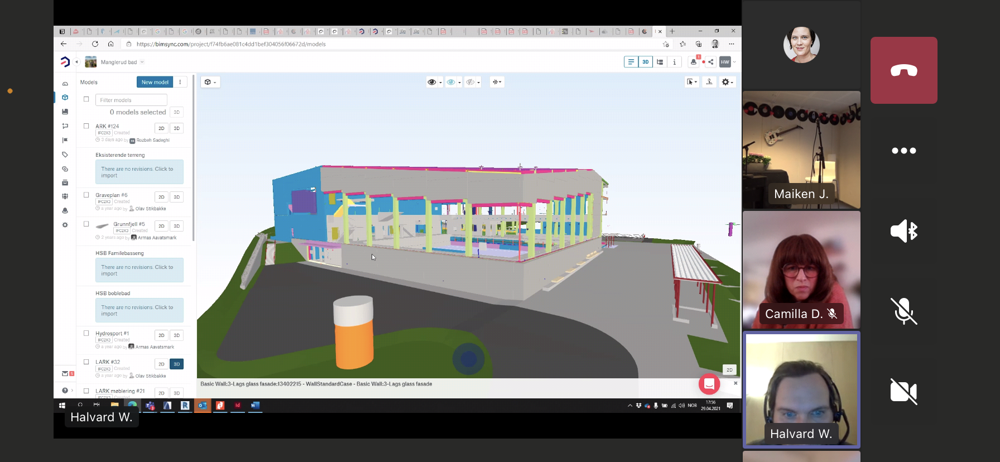 https://bimsync.com/project/f74fb6ae081c4dd1bef304056f06672d/models
Manglerud bad
3D
1
HW
Models
New model
Filter models
0 models selected
3D
ARK #124
2D
3D
IFC2X3 Created
3 days ago by Rozbeh Sadeghi
Eksisterende terreng
There are no revisions. Click to
import
Graveplan #6
2D
3D
IFC2X3 Created
a year ago by Olav Stikbakke
Grunnfjell #5
2D
3D
IFC2X3 Created
2 years ago by Armas Aavatsmark
HSB Familebasseng
There are no revisions. Click to
import
HSB boblebad
There are no revisions. Click to
import
Hydrosport #1
2D
3D
IFC2X3 Created
a year ago by Armas Aavatsmark
LARK #32
2D
3D
IFC2X3 Created
a year ago by Olav Stikbakke
LARK møblering #21
2D
3D
IFC2X3 Created
5
2D
Basic Wall:3-Lags glass fasade:13402215 - WallStandardCase - Basic Wall:3-Lags glass fasade
NOB
17:56
29.04.2021
Halvard W.
Maiken J.
Camilla D.
Halvard W.